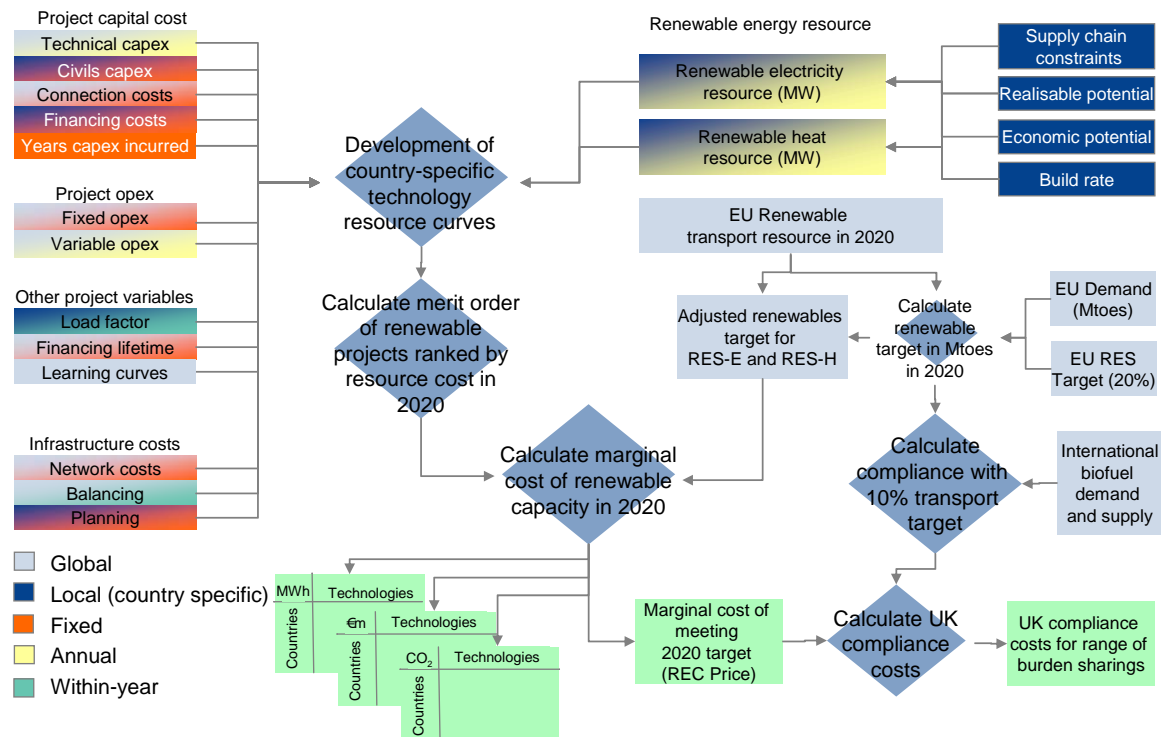 Project capital cost
Technical capex
Civils capex
Connection costs
Financing costs
Years capex incurred
Project opex
Fixed opex
Variable opex
Other project variables
Load factor
Financing lifetime
Learning curves
Infrastructure costs
Network costs
Balancing
Planning
Global
Local (country specific)
Fixed
Annual
Within-year
Development of
country-specific
technology
resource curves
Calculate merit order
of renewable
projects ranked by
resource cost in
2020
Calculate marginal
cost of renewable
capacity in 2020
Renewable energy resource
Renewable electricity
resource (MW)
Renewable heat
resource (MW)
Supply chain
constraints
Realisable potential
Economic potential
Build rate
EU Renewable
transport resource in 2020
Adjusted renewables
target for
RES-E and RES-H
Calculate
renewable
target in Mtoes
in 2020
EU Demand
(Mtoes)
EU RES
Target (20%)
Calculate
compliance with
10% transport
target
International
biofuel
demand
and supply
MWh
Technologies
Countries
€m
Technologies
Countries
CO2
Technologies
Countries
Marginal cost of
meeting
2020 target
(REC Price)
Calculate UK
compliance
costs
UK compliance
costs for range of
burden sharings